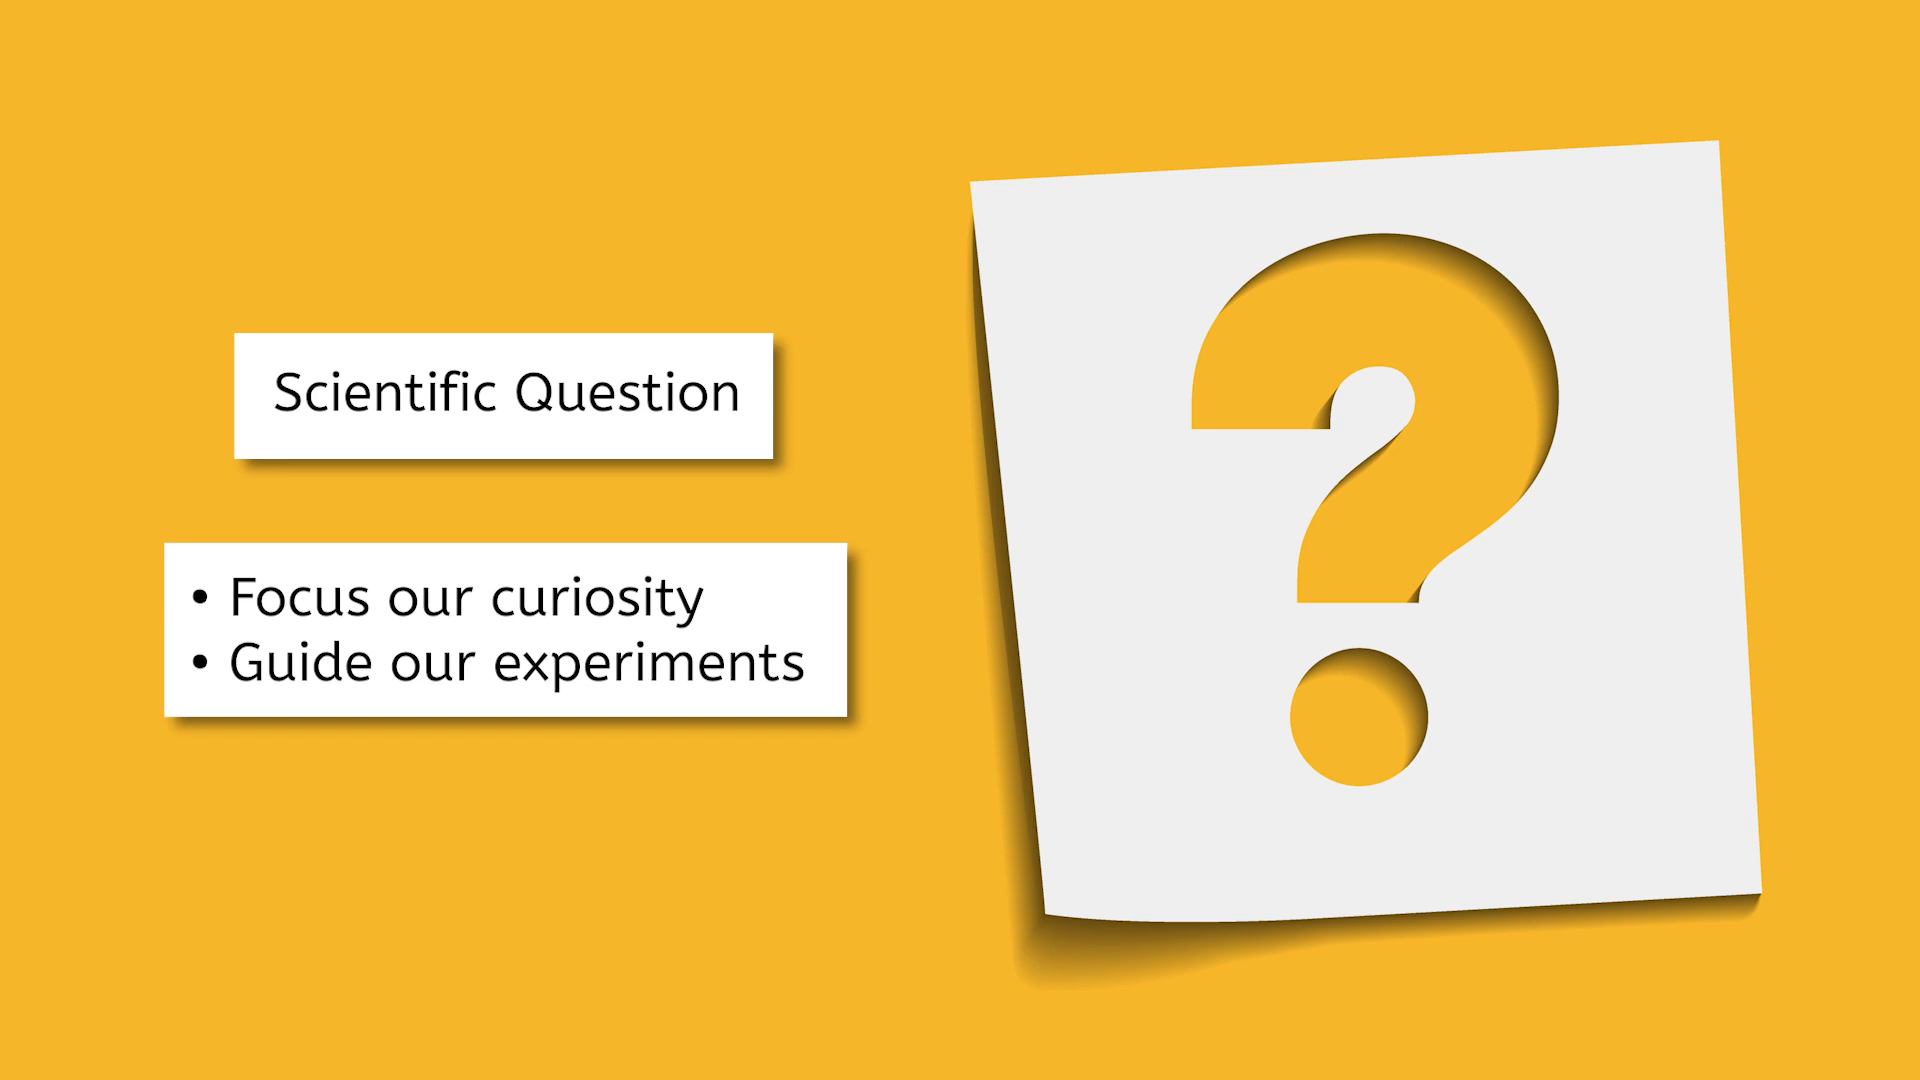 Scientific Question
• Focus our curiosity
• Guide our experiments
?